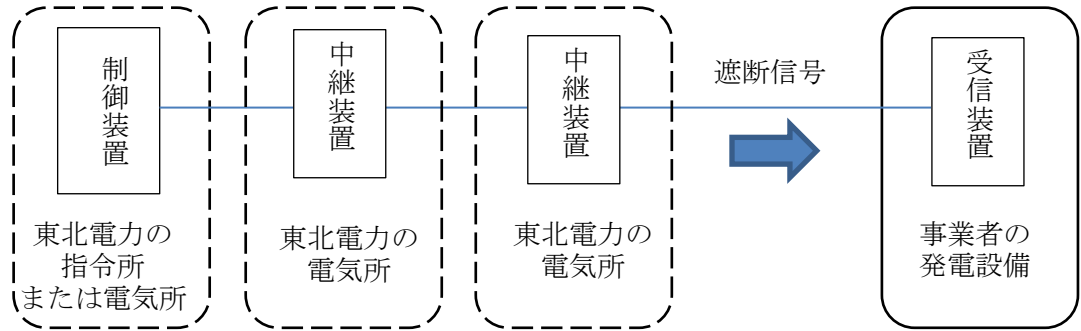 制御装置
中継装置
中継装置
遮断信号
受信装置
東北電力の
指令所
または電気所
東北電力の
電気所
東北電力の
電気所
事業者の
発電設備